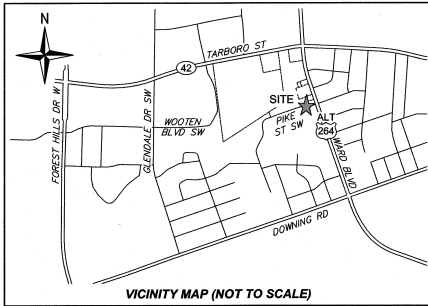 N
TARBORO ST
42
FOREST HILLS DR W
GLENDALE DR SW
WOOTEN
BLVD SW
SITE
PIKE
ST SW
ALT
264
WARD BLVD
DOWNING RD
VICINITY MAP (NOT TO SCALE)